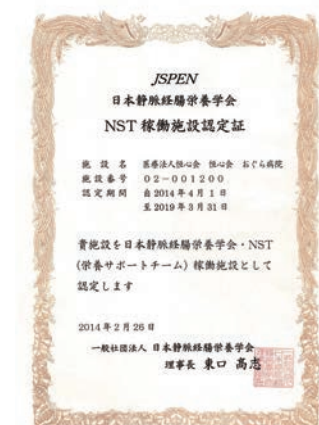 JSPEN
日本静脈経腸栄養学会
NST 稼働施設認定証
施 設 名 医療法人恒心会 恒心会 おぐら病院
施設番号 02-001200
認定期間 自2014年4月1日
至2019年3月31日
貴施設を日本静脈経腸栄養学会・NST
(栄養サポートチーム) 稼働施設として
認定します
2014年2月26日
一般社団法人 日本静脈経腸栄養学会
理事長 東口 髙志